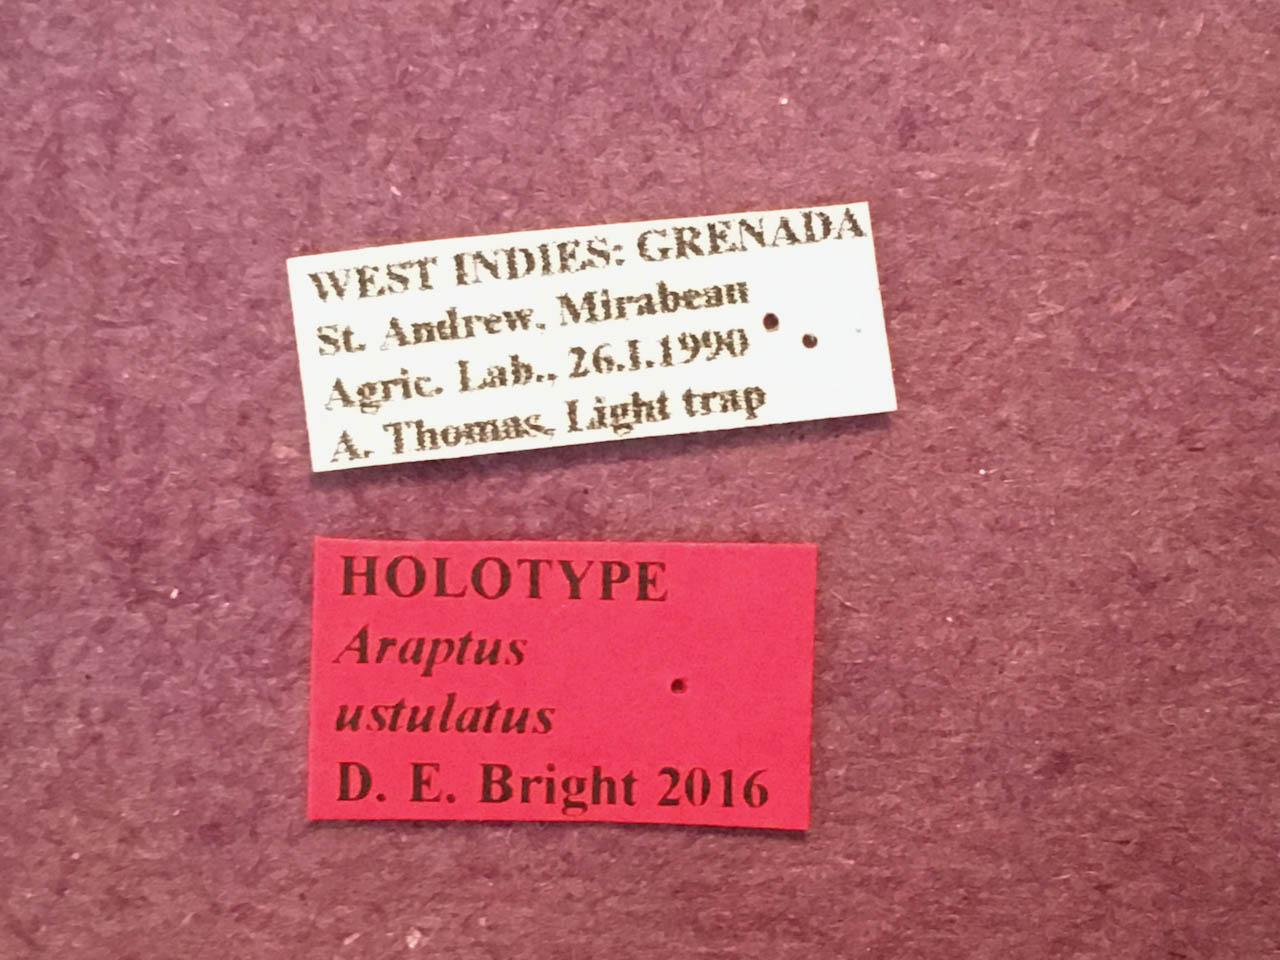 WEST INDIES: GRENADA
St. Andrew, Mirabeau
Agric. Lab., 26.I.1990
A. Thomas, Light trap
HOLOTYPE
Araptus
ustulatus
D. E. Bright 2016